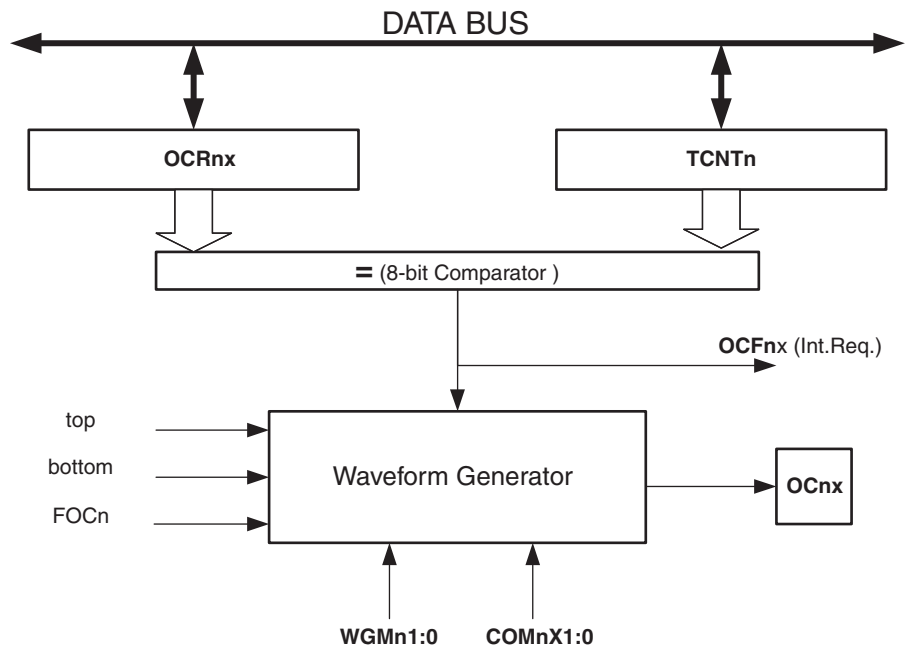 DATA BUS
OCRnx
TCNTn
= (8-bit Comparator )
OCFnx (Int.Req.)
top
bottom
FOCn
Waveform Generator
OCnx
WGMn1:0
COMnX1:0